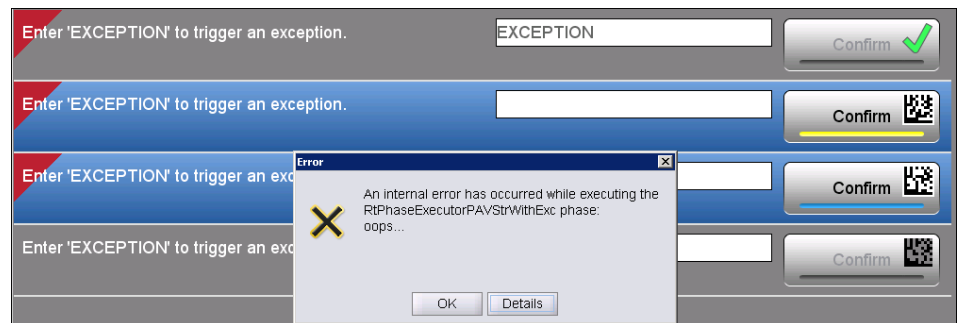 Enter 'EXCEPTION' to trigger an exception.
EXCEPTION
Confirm
Enter 'EXCEPTION' to trigger an exception.
Confirm
Enter 'EXCEPTION' to trigger an exc
Confirm
Error
An internal error has occurred while executing the
RtPhaseExecutorPAVStrWithExc phase:
oops...
Enter 'EXCEPTION' to trigger an exc
Confirm
OK
Details